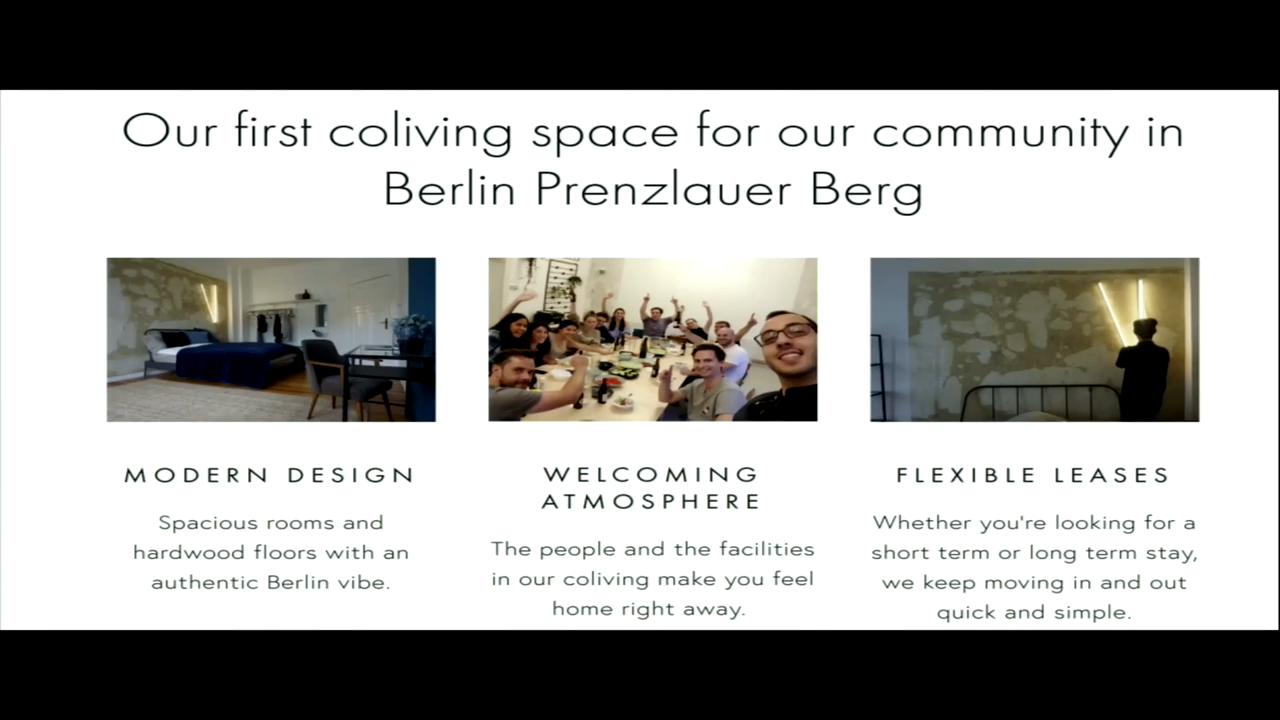 Our first coliving space for our community in
Berlin Prenzlauer Berg
MODERN DESIGN
Spacious rooms and
hardwood floors with an
authentic Berlin vibe.
WELCOMING
ATMOSPHERE
The people and the facilities
in our coliving make you feel
home right away.
FLEXIBLE LEASES
Whether you're looking for a
short term or long term stay,
we keep moving in and out
quick and simple.